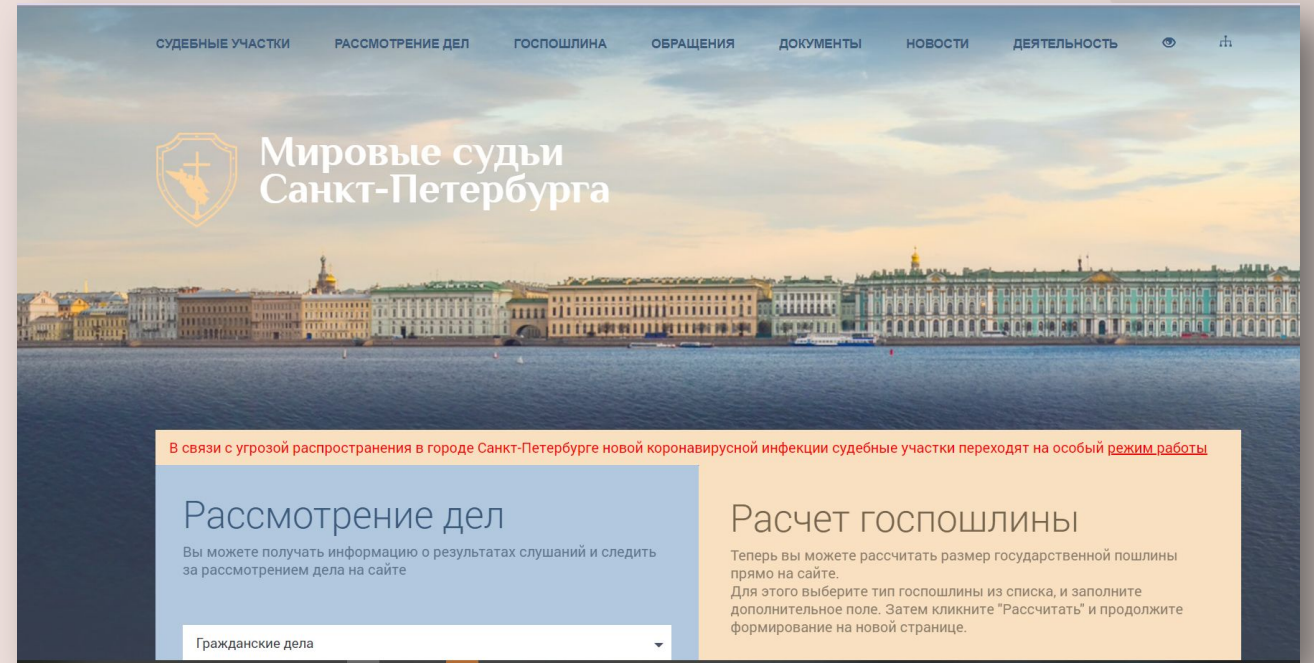 СУДЕБНЫЕ УЧАСТКИ РАССМОТРЕНИЕ ДЕЛ ГОСПОШЛИНА ОБРАЩЕНИЯ ДОКУМЕНТЫ НОВОСТИ ДЕЯТЕЛЬНОСТЬ
Мировые судьи
Санкт-Петербурга
В связи с угрозой распространения в городе Санкт-Петербурге новой коронавирусной инфекции судебные участки переходят на особый режим работы
Рассмотрение дел
Вы можете получать информацию о результатах слушаний и следить
за рассмотрением дела на сайте
Гражданские дела
Расчет госпошлины
Теперь вы можете рассчитать размер государственной пошлины
прямо на сайте.
Для этого выберите тип госпошлины из списка, и заполните
дополнительное поле. Затем кликните "Рассчитать" и продолжите
формирование на новой странице.